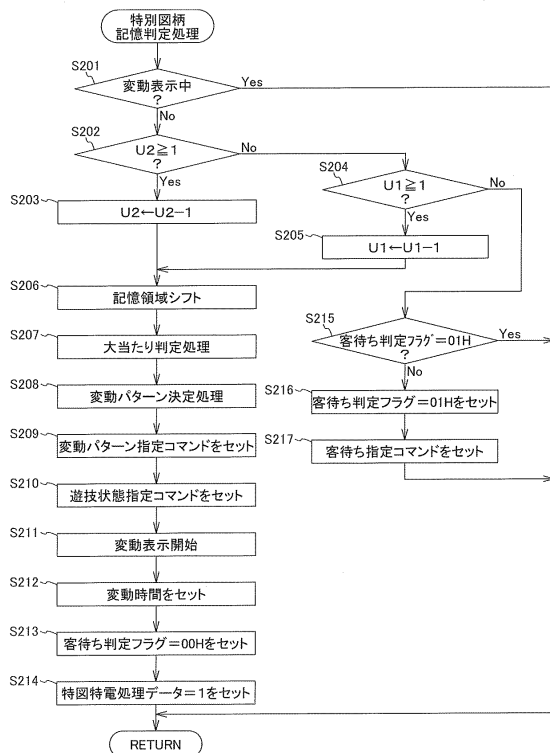 特別図柄
記憶判定処理
S201
変動表示中
?
Yes
No
S202
U2≧1
?
No
Yes
S203
U2←U2-1
S204
U1≧1
?
No
Yes
S205
U1←U1-1
S206
記憶領域シフト
S207
大当たり判定処理
S208
変動パターン決定処理
S209
変動パターン指定コマンドをセット
S210
遊技状態指定コマンドをセット
S211
変動表示開始
S212
変動時間をセット
S213
客待ち判定フラグ=00Hをセット
S214
特図特電処理データ=1をセット
S215
客待ち判定フラグ=01H
?
Yes
No
S216
客待ち判定フラグ=01Hをセット
S217
客待ち指定コマンドをセット
RETURN